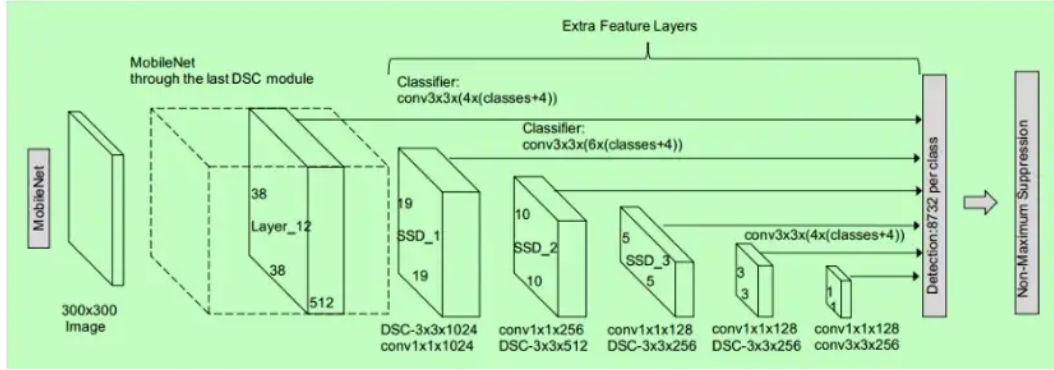 Extra Feature Layers
MobileNet
through the last DSC module
Classifier:
conv3x3x(4x(classes+4))
Classifier:
conv3x3x(6x(classes+4))
MobileNet
300x300
Image
38
Layer_12
38
512
19
SSD_1
19
10
SSD_2
10
5
SSD_3
5
conv3x3x(4x(classes+4))
3
3
1
1
Detection:8732 per class
Non-Maximum Suppression
DSC-3x3x1024
conv1x1x1024
conv1x1x256
DSC-3x3x512
conv1x1x128
DSC-3x3x256
conv1x1x128
DSC-3x3x256
conv1x1x128
conv3x3x256